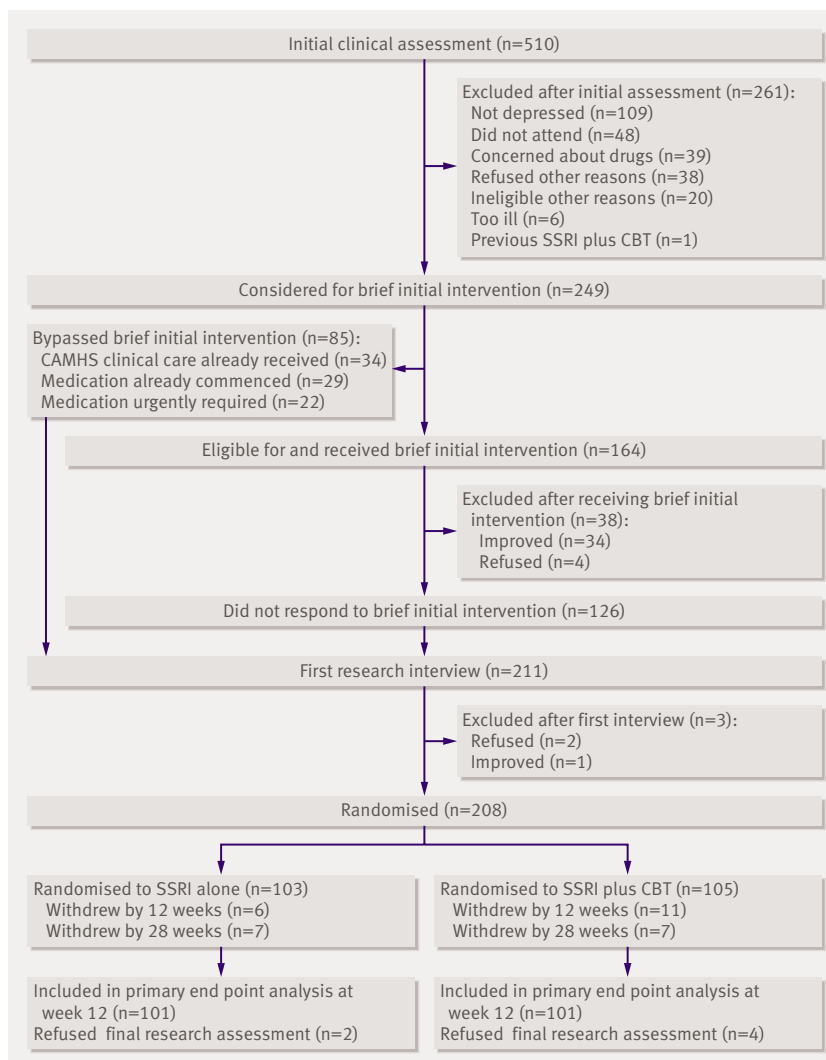 Initial clinical assessment (n=510)
Excluded after initial assessment (n=261):
Not depressed (n=109)
Did not attend (n=48)
Concerned about drugs (n=39)
Refused other reasons (n=38)
Ineligible other reasons (n=20)
Too ill (n=6)
Previous SSRI plus CBT (n=1)
Considered for brief initial intervention (n=249)
Bypassed brief initial intervention (n=85):
CAMHS clinical care already received (n=34)
Medication already commenced (n=29)
Medication urgently required (n=22)
Eligible for and received brief initial intervention (n=164)
Excluded after receiving brief initial
intervention (n=38):
Improved (n=34)
Refused (n=4)
Did not respond to brief initial intervention (n=126)
First research interview (n=211)
Excluded after first interview (n=3):
Refused (n=2)
Improved (n=1)
Randomised (n=208)
Randomised to SSRI alone (n=103)
Withdrew by 12 weeks (n=6)
Withdrew by 28 weeks (n=7)
Randomised to SSRI plus CBT (n=105)
Withdrew by 12 weeks (n=11)
Withdrew by 28 weeks (n=7)
Included in primary end point analysis at
week 12 (n=101)
Refused final research assessment (n=2)
Included in primary end point analysis at
week 12 (n=101)
Refused final research assessment (n=4)